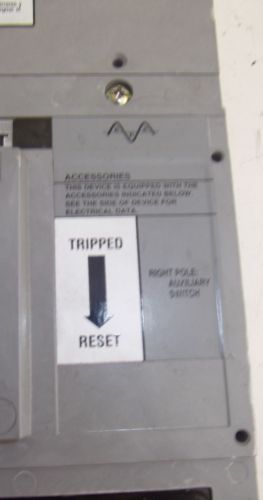 ACCESSORIES
THIS DEVICE IS EQUIPPED WITH THE
ACCESSORIES INDICATED BELOW
SEE THE SIDE OF DEVICE FOR
ELECTRICAL DATA.
TRIPPED
RESET
RIGHT POLE:
AUXILIARY
SWITCH